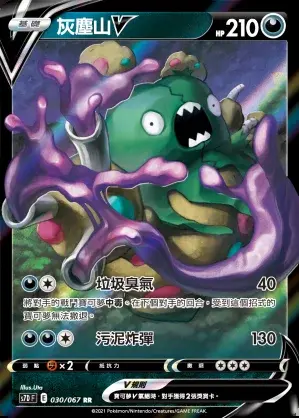 基礎 灰塵山V HP 210
垃圾臭氣 40
將對手的戰鬥寶可夢中毒。在下個對手的回合,受到這個招式的
寶可夢無法撤退。
污泥炸彈 130
弱點 ×2 抵抗力 撤退
Illus.Uta
V規則
寶可夢V氣絕時,對手獲得2張獎賞卡。
S7D F E 030/067 RR
©2021 Pokémon/Nintendo/Creatures/GAME FREAK.